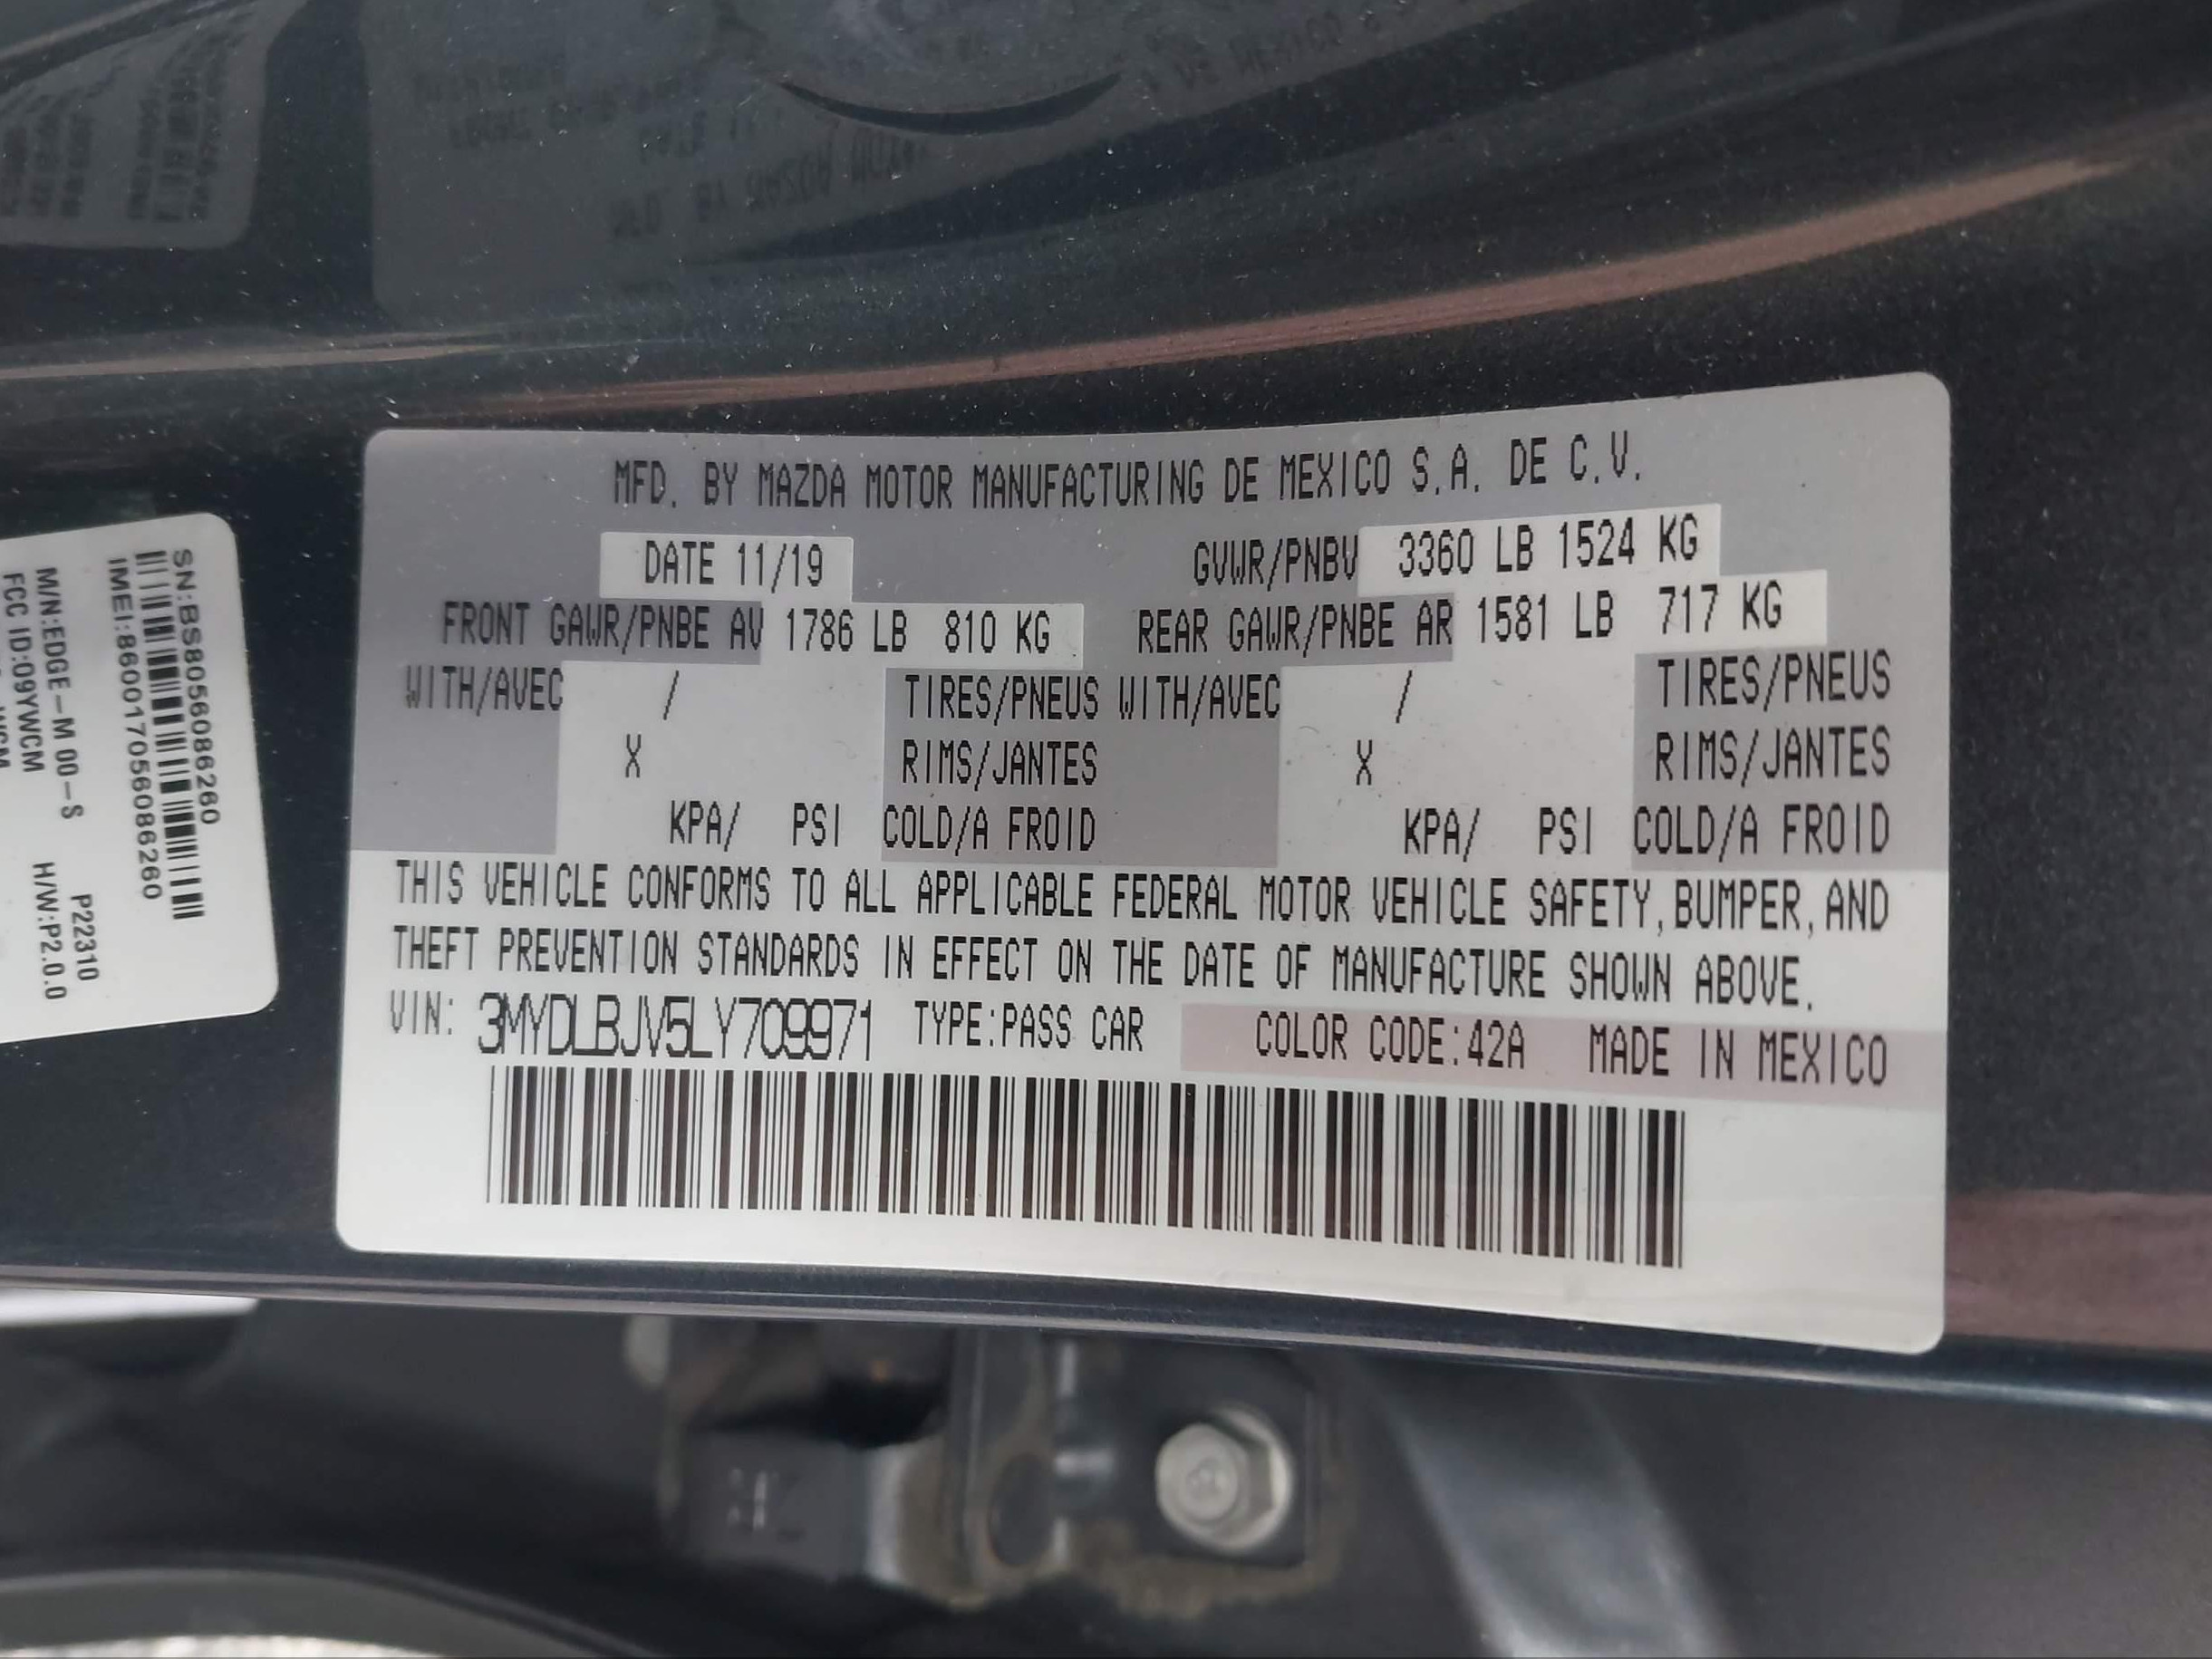 MFD. BY MAZDA MOTOR MANUFACTURING DE MEXICO S.A. DE C.V.
DATE 11/19 GVWR/PNBV 3360 LB 1524 KG
FRONT GAWR/PNBE AV 1786 LB 810 KG REAR GAWR/PNBE AR 1581 LB 717 KG
WITH/AVEC / TIRES/PNEUS WITH/AVEC / TIRES/PNEUS
X RIMS/JANTES X RIMS/JANTES
KPA/ PSI COLD/A FROID KPA/ PSI COLD/A FROID
THIS VEHICLE CONFORMS TO ALL APPLICABLE FEDERAL MOTOR VEHICLE SAFETY, BUMPER, AND
THEFT PREVENTION STANDARDS IN EFFECT ON THE DATE OF MANUFACTURE SHOWN ABOVE.
VIN: 3MYDLBJV5LY709971 TYPE:PASS CAR COLOR CODE:42A MADE IN MEXICO
SN:BS8056086260
IMEI:860017056086260
M/N:EDGE-M 00-S P22310
FCC ID:09YWCM H/W:P2.0.0